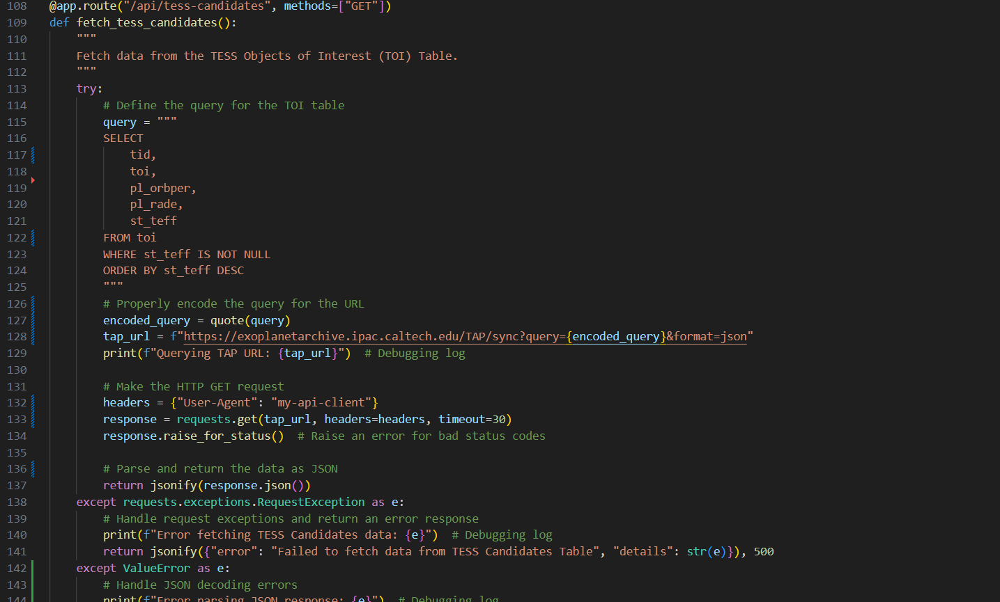 108 @app.route("/api/tess-candidates", methods=["GET"])
109 def fetch_tess_candidates():
110     """
111     Fetch data from the TESS Objects of Interest (TOI) Table.
112     """
113     try:
114         # Define the query for the TOI table
115         query = """
116         SELECT
117             tid,
118             toi,
119             pl_orbper,
120             pl_rade,
121             st_teff
122         FROM toi
123         WHERE st_teff IS NOT NULL
124         ORDER BY st_teff DESC
125         """
126         # Properly encode the query for the URL
127         encoded_query = quote(query)
128         tap_url = f"https://exoplanetarchive.ipac.caltech.edu/TAP/sync?query={encoded_query}&format=json"
129         print(f"Querying TAP URL: {tap_url}")  # Debugging log
130
131         # Make the HTTP GET request
132         headers = {"User-Agent": "my-api-client"}
133         response = requests.get(tap_url, headers=headers, timeout=30)
134         response.raise_for_status()  # Raise an error for bad status codes
135
136         # Parse and return the data as JSON
137         return jsonify(response.json())
138     except requests.exceptions.RequestException as e:
139         # Handle request exceptions and return an error response
140         print(f"Error fetching TESS Candidates data: {e}")  # Debugging log
141         return jsonify({"error": "Failed to fetch data from TESS Candidates Table", "details": str(e)}), 500
142     except ValueError as e:
143         # Handle JSON decoding errors
144         print(f"Error parsing JSON response: {e}")  # Debugging log